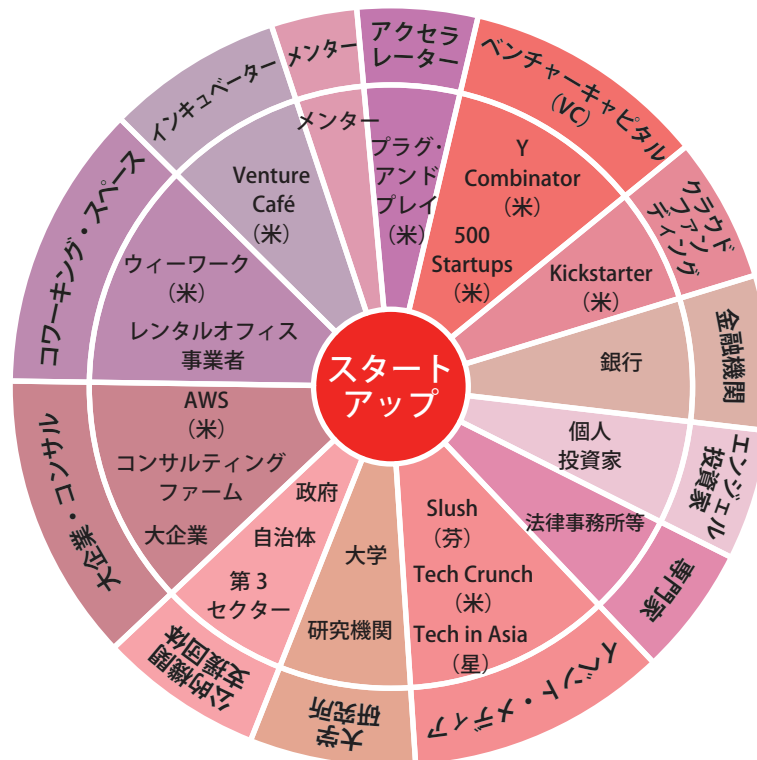 スタート
アップ
アクセラ
レーター
プラグ・
アンド
プレイ
(米)
ベンチャーキャピタル
(VC)
Y
Combinator
(米)
500
Startups
(米)
クラウド
ファン
ディング
Kickstarter
(米)
金融機関
銀行
エンジェル
投資家
個人
投資家
専門家
法律事務所等
イベント・メディア
Slush
(芬)
Tech Crunch
(米)
Tech in Asia
(星)
大学
研究所
大学
研究機関
公的機関
支援団体
政府
自治体
第3
セクター
大企業・コンサル
AWS
(米)
コンサルティング
ファーム
大企業
コワーキング・スペース
ウィーワーク
(米)
レンタルオフィス
事業者
インキュベーター
Venture
Café
(米)
メンター
メンター